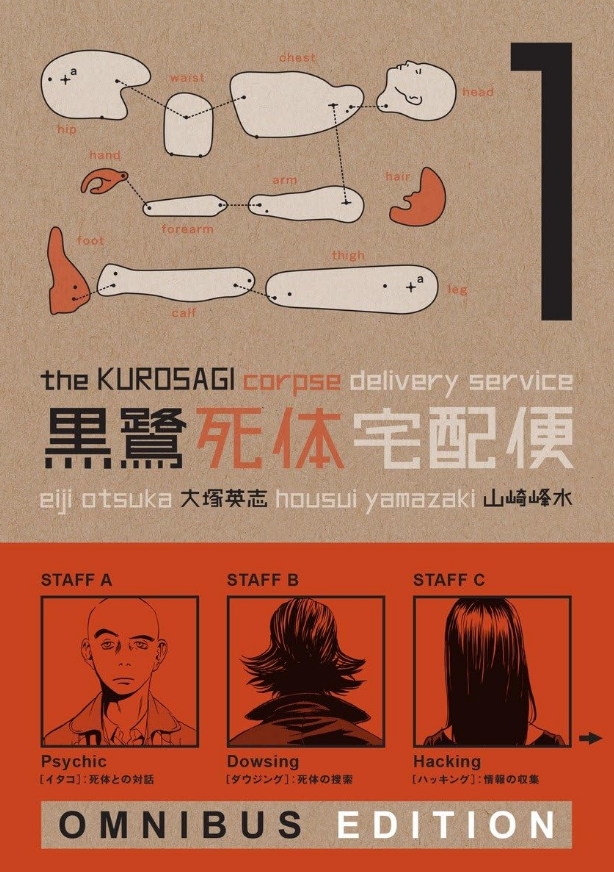 1
chest
a
waist
head
hip
hand
arm
hair
forearm
foot
thigh
a
leg
calf
the KUROSAGI corpse delivery service
黒鷺死体宅配便
eiji otsuka 大塚英志 housui yamazaki 山崎峰水
STAFF A STAFF B STAFF C
Psychic Dowsing Hacking
[イタコ]:死体との対話 [ダウジング]:死体の捜索 [ハッキング]:情報の収集
OMNIBUS EDITION